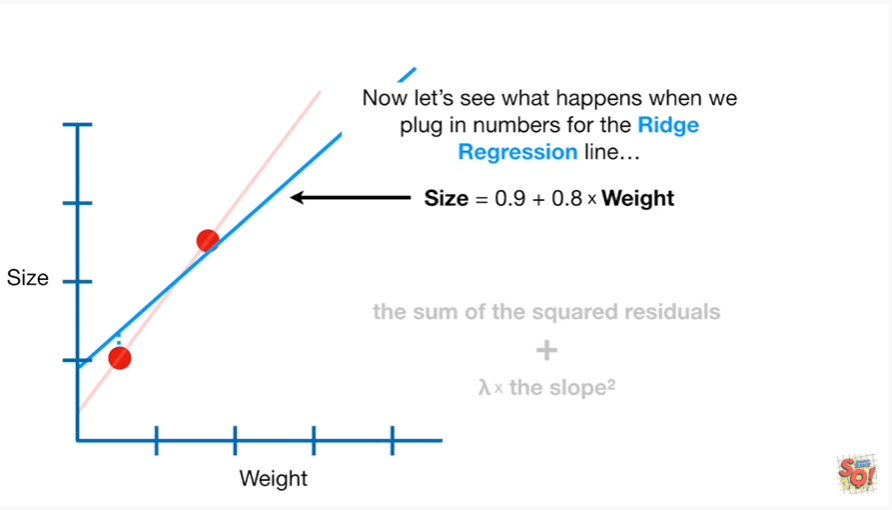 Now let's see what happens when we
plug in numbers for the Ridge
Regression line…
Size = 0.9 + 0.8 × Weight
Size
the sum of the squared residuals
+
λ × the slope²
Weight
SQ!